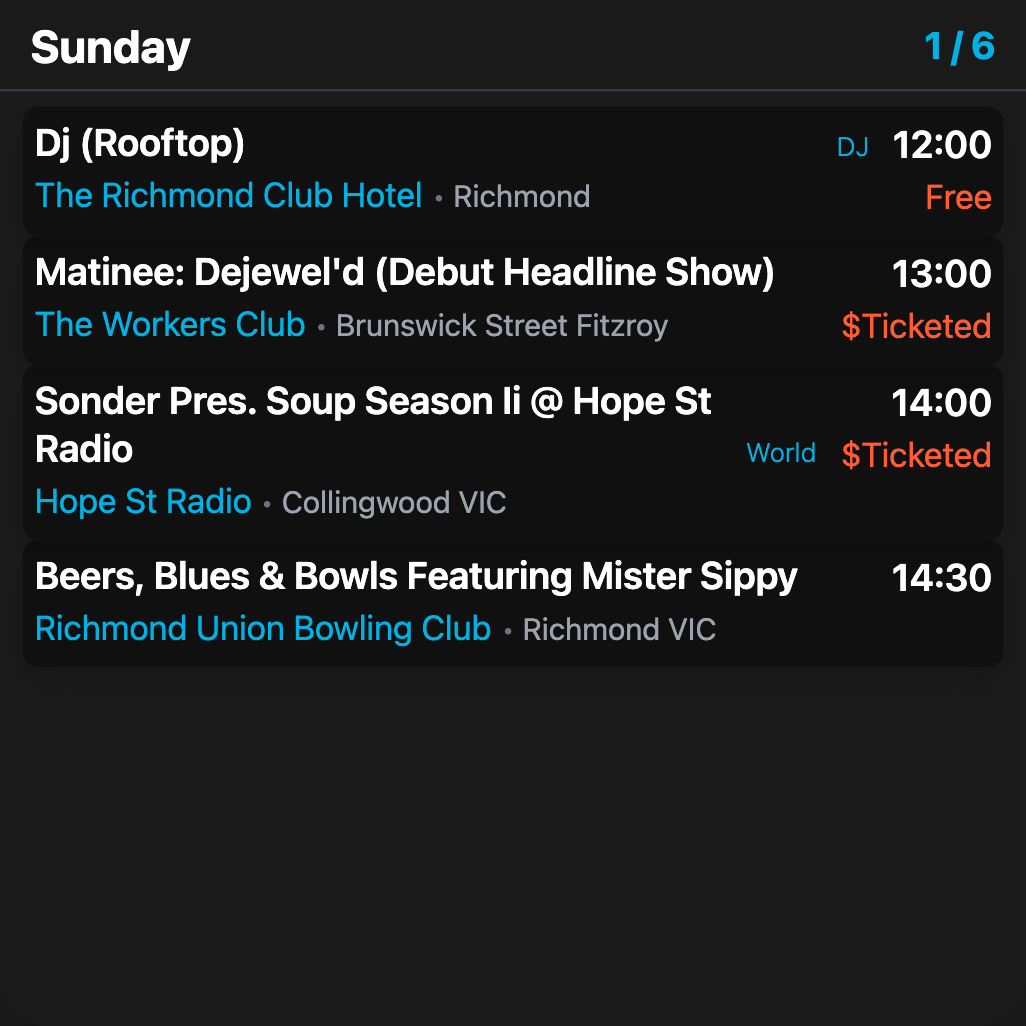 Sunday 1 / 6
Dj (Rooftop) DJ 12:00
The Richmond Club Hotel • Richmond Free
Matinee: Dejewel'd (Debut Headline Show) 13:00
The Workers Club • Brunswick Street Fitzroy $Ticketed
Sonder Pres. Soup Season Ii @ Hope St 14:00
Radio World $Ticketed
Hope St Radio • Collingwood VIC
Beers, Blues & Bowls Featuring Mister Sippy 14:30
Richmond Union Bowling Club • Richmond VIC